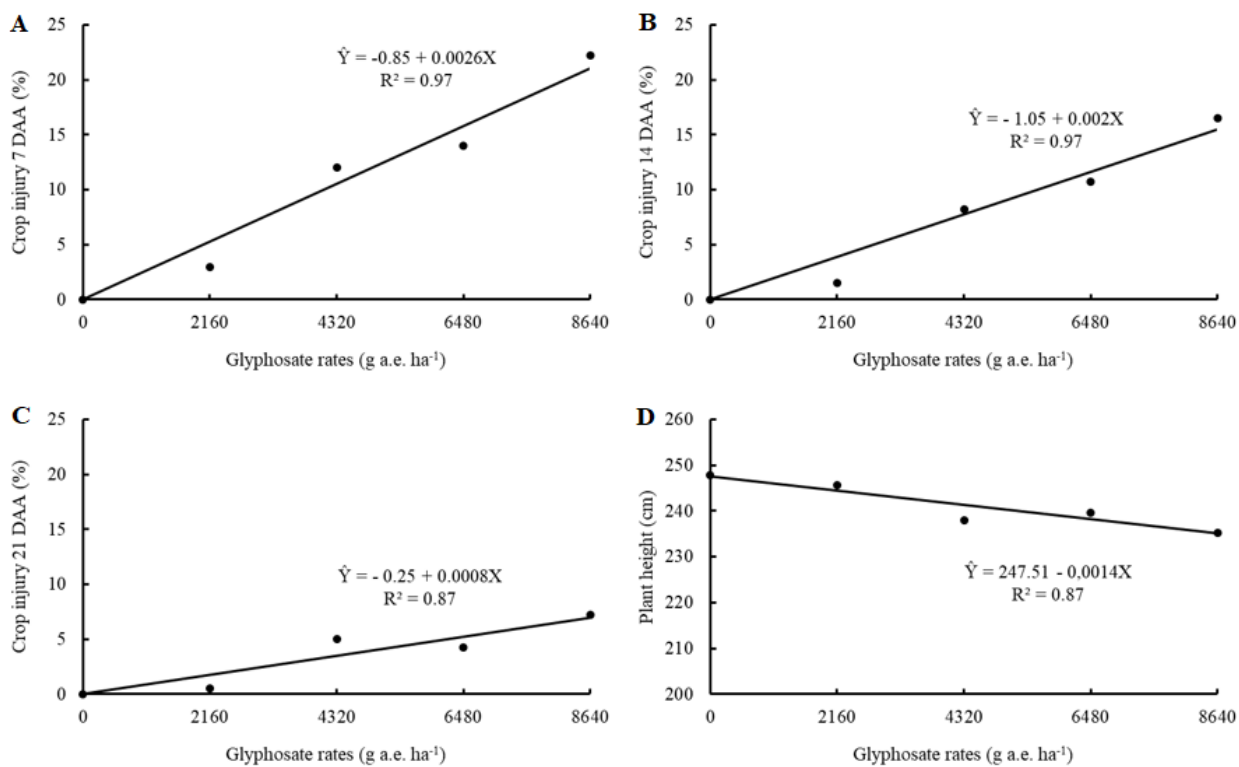 A
Crop injury 7 DAA (%)
25
20
15
10
5
0
Ŷ = -0.85 + 0.0026X
R² = 0.97
0 2160 4320 6480 8640
Glyphosate rates (g a.e. ha⁻¹)
B
Crop injury 14 DAA (%)
25
20
15
10
5
0
Ŷ = - 1.05 + 0.002X
R² = 0.97
0 2160 4320 6480 8640
Glyphosate rates (g a.e. ha⁻¹)
C
Crop injury 21 DAA (%)
25
20
15
10
5
0
Ŷ = - 0.25 + 0.0008X
R² = 0.87
0 2160 4320 6480 8640
Glyphosate rates (g a.e. ha⁻¹)
D
Plant height (cm)
260
250
240
230
220
210
200
Ŷ = 247.51 - 0,0014X
R² = 0.87
0 2160 4320 6480 8640
Glyphosate rates (g a.e. ha⁻¹)